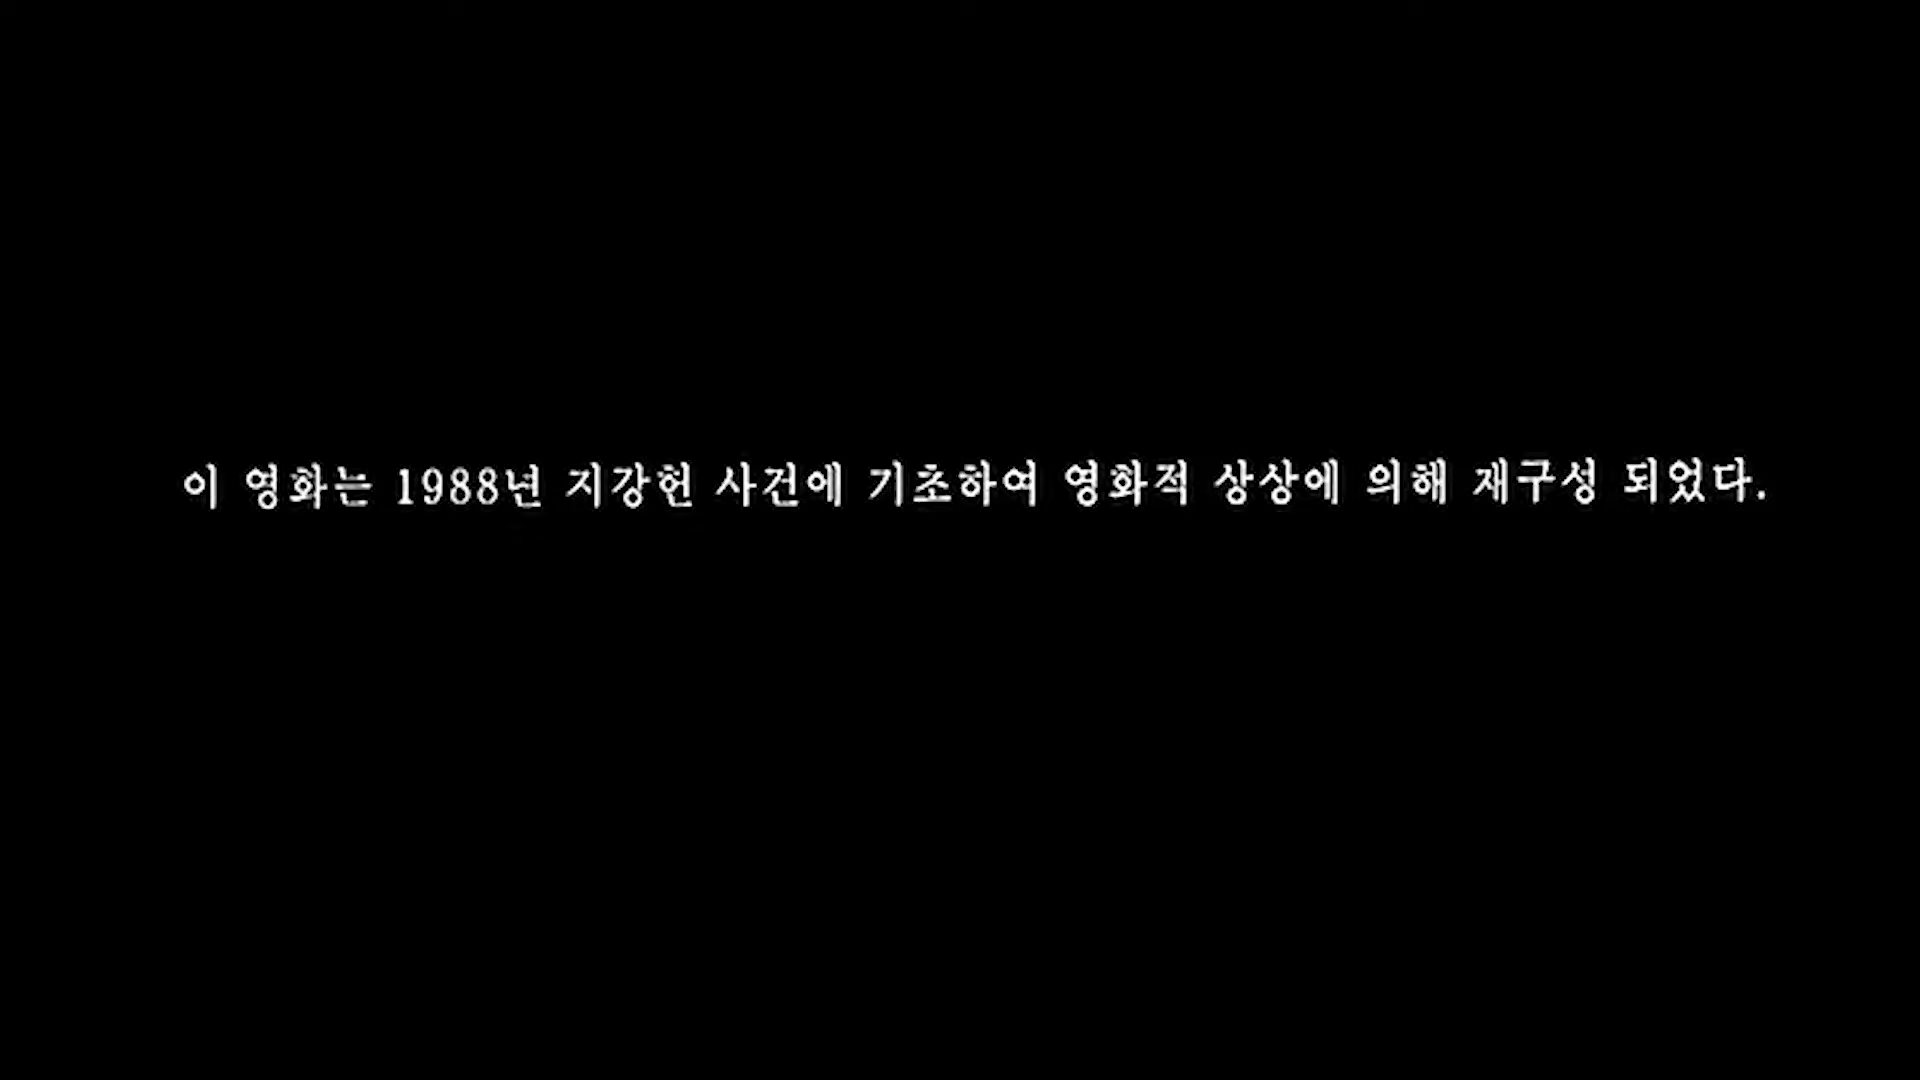 이 영화는 1988년 지강헌 사건에 기초하여 영화적 상상에 의해 재구성 되었다.